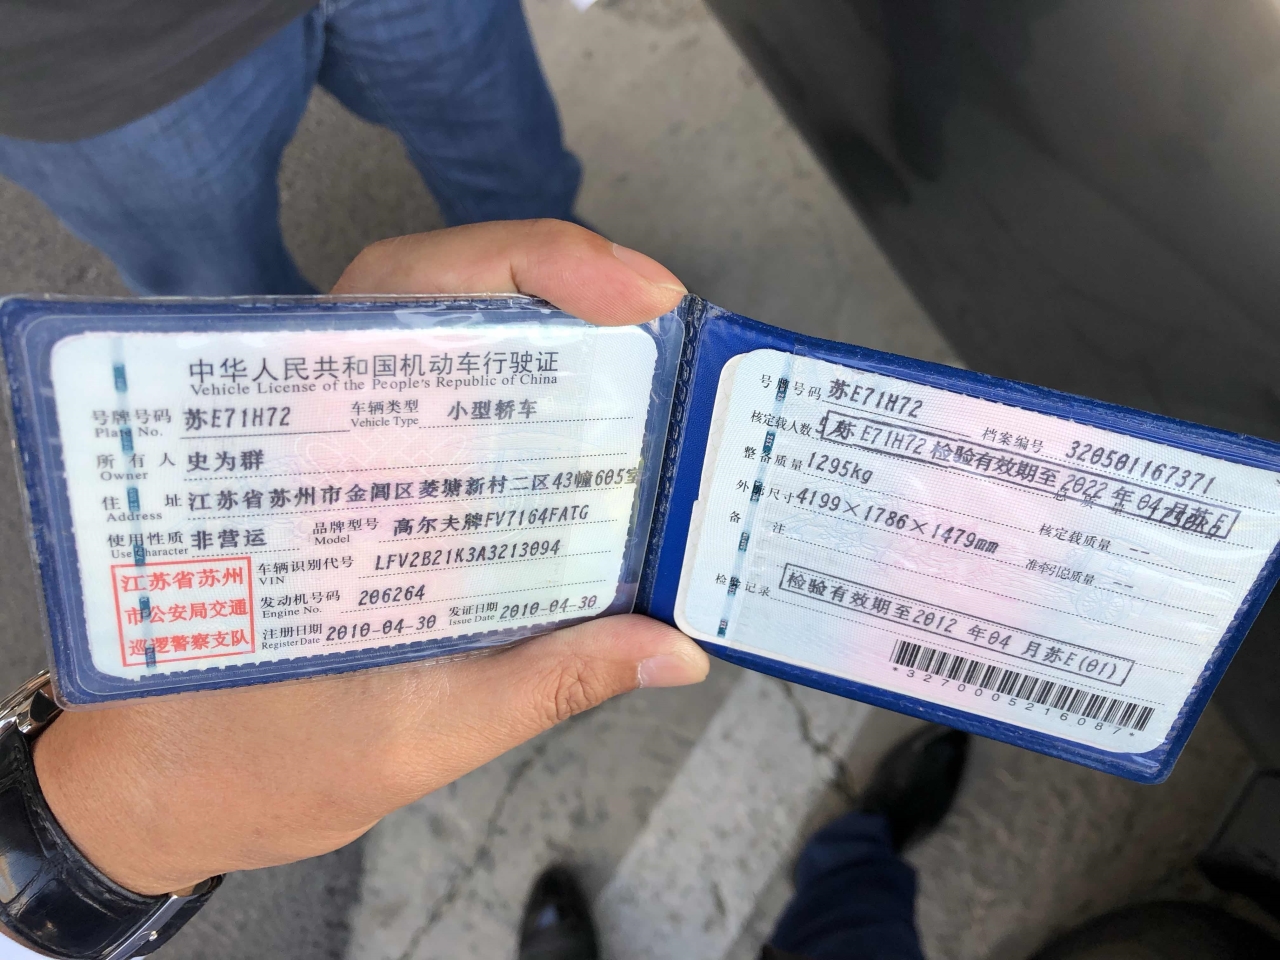 中华人民共和国机动车行驶证
Vehicle License of the People's Republic of China
号牌号码 苏E71H72 车辆类型 小型轿车
Plate No. Vehicle Type
所有人 史为群
Owner
住址 江苏省苏州市金阊区菱塘新村二区43幢605室
Address
使用性质 非营运 品牌型号 高尔夫牌FV7164FATG
Use Character Model
车辆识别代号 LFV2B21K3A3213094
VIN
发动机号码 206264
Engine No.
注册日期 2010-04-30 发证日期 2010-04-30
Register Date Issue Date
江苏省苏州
市公安局交通
巡逻警察支队
号牌号码 苏E71H72 档案编号 320501167371
核定载人数 苏E71H72 检验有效期至 2022 年 04 月苏E
整备质量 1295kg 核定载质量 --
外廓尺寸 4199×1786×1479mm 准牵引总质量 --
备注
检验记录 检验有效期至2012 年04 月苏E(01)
*3270005216087*